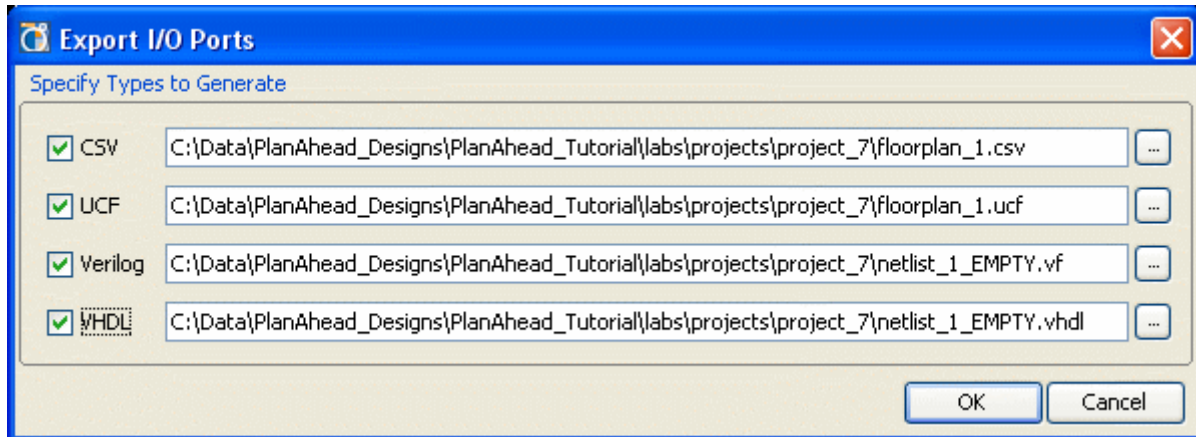 Export I/O Ports
Specify Types to Generate
CSV C:\Data\PlanAhead_Designs\PlanAhead_Tutorial\labs\projects\project_7\floorplan_1.csv ...
UCF C:\Data\PlanAhead_Designs\PlanAhead_Tutorial\labs\projects\project_7\floorplan_1.ucf ...
Verilog C:\Data\PlanAhead_Designs\PlanAhead_Tutorial\labs\projects\project_7\netlist_1_EMPTY.vf ...
VHDL C:\Data\PlanAhead_Designs\PlanAhead_Tutorial\labs\projects\project_7\netlist_1_EMPTY.vhdl ...
OK Cancel